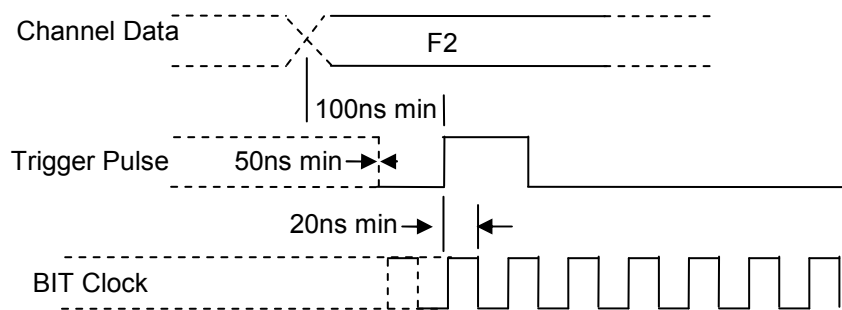 Channel Data
F2
100ns min
Trigger Pulse
50ns min
20ns min
BIT Clock